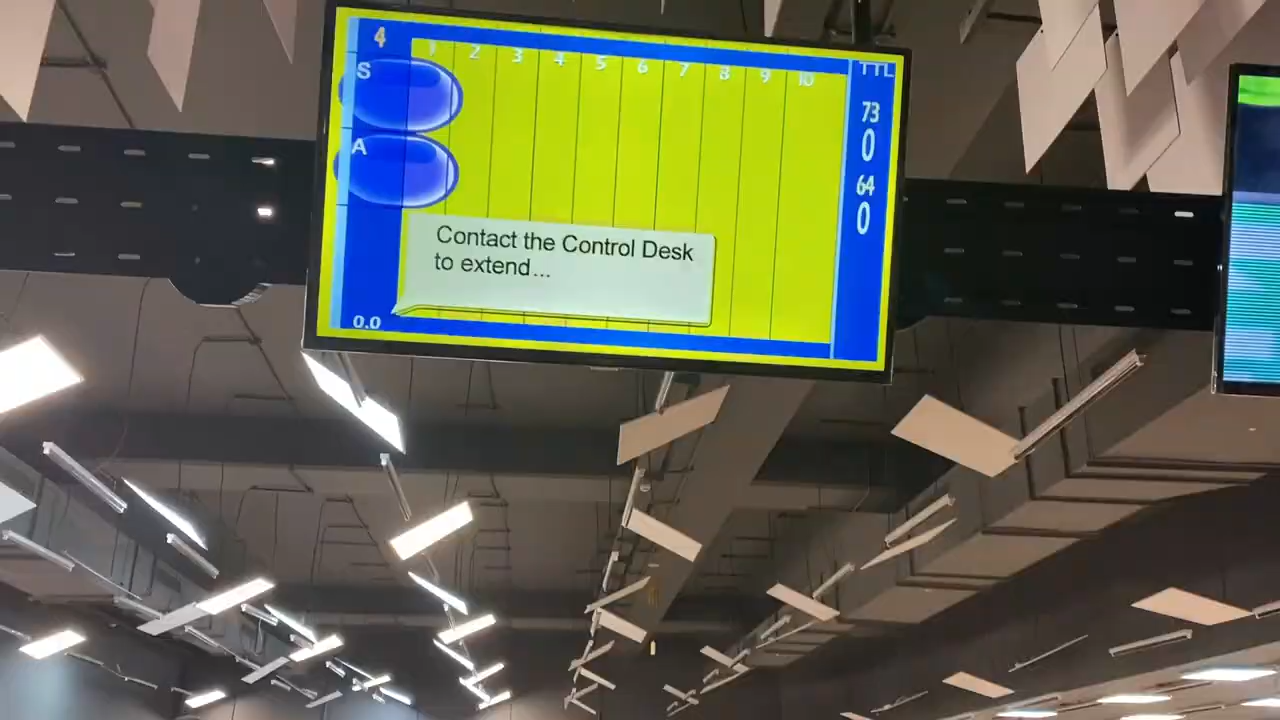 4 1 2 3 4 5 6 7 8 9 10 TTL
S 73
0
A 64
0
Contact the Control Desk
to extend...
0.0